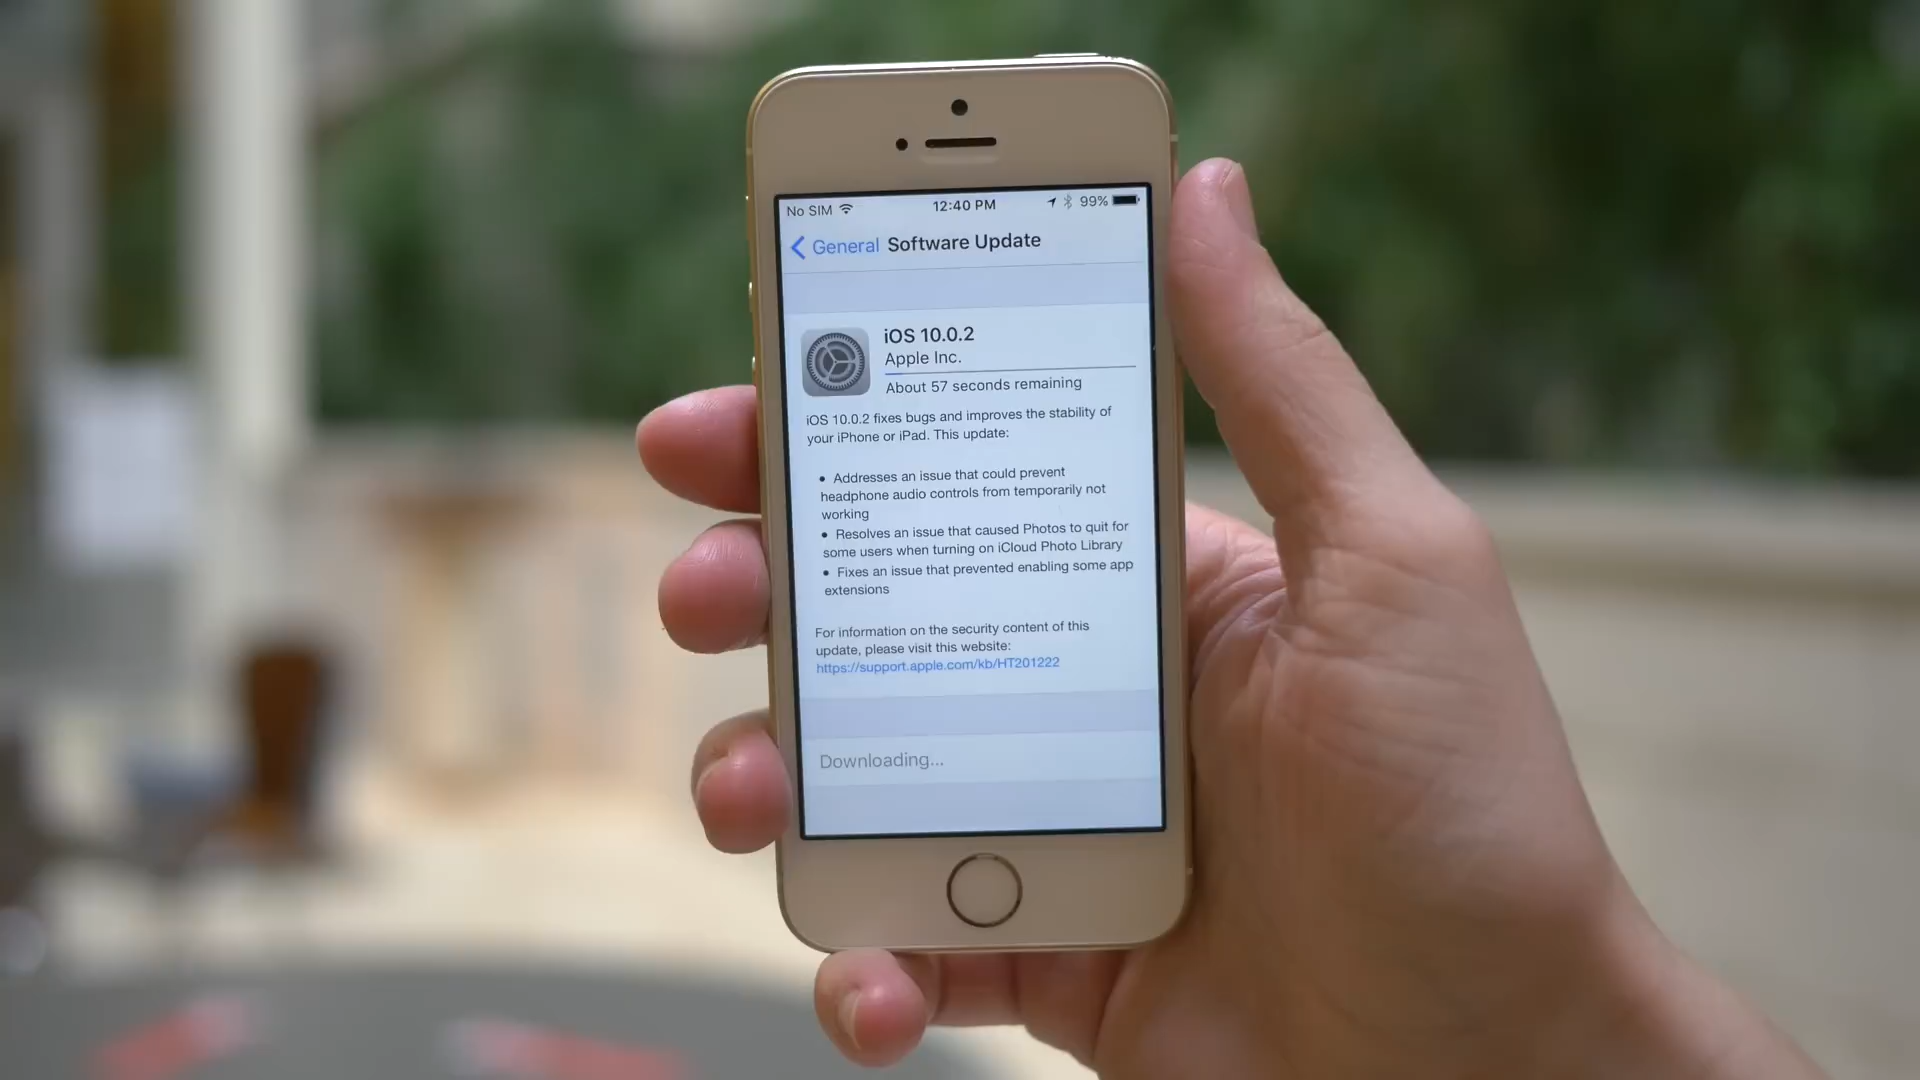 No SIM 12:40 PM 99%
General Software Update
iOS 10.0.2
Apple Inc.
About 57 seconds remaining
iOS 10.0.2 fixes bugs and improves the stability of
your iPhone or iPad. This update:
• Addresses an issue that could prevent
headphone audio controls from temporarily not
working
• Resolves an issue that caused Photos to quit for
some users when turning on iCloud Photo Library
• Fixes an issue that prevented enabling some app
extensions
For information on the security content of this
update, please visit this website:
https://support.apple.com/kb/HT201222
Downloading...